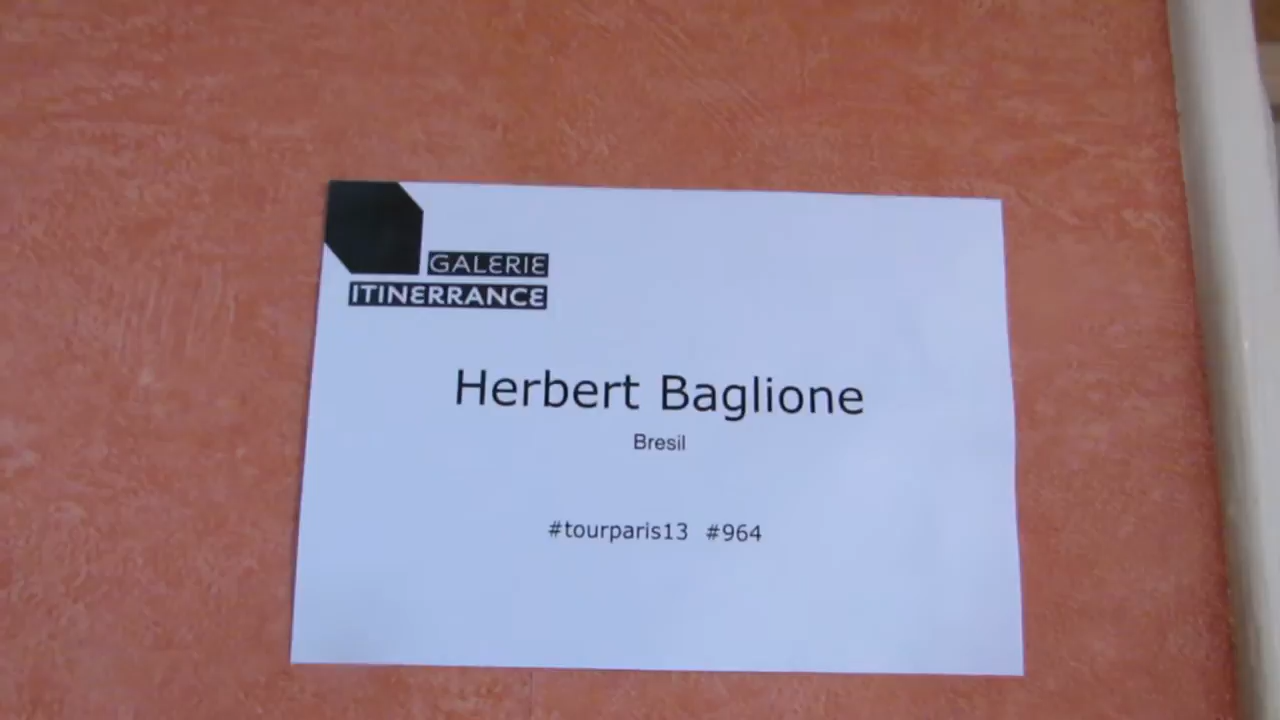 GALERIE
ITINERRANCE
Herbert Baglione
Bresil
#tourparis13 #964